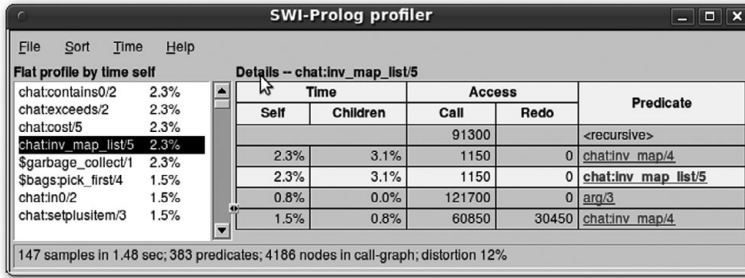 SWI-Prolog profiler
File Sort Time Help
Flat profile by time self
chat:contains0/2 2.3%
chat:exceeds/2 2.3%
chat:cost/5 2.3%
chat:inv_map_list/5 2.3%
$garbage_collect/1 2.3%
$bags:pick_first/4 1.5%
chat:in0/2 1.5%
chat:setplusitem/3 1.5%
Details -- chat:inv_map_list/5
Time Access Predicate
Self Children Call Redo
91300 <recursive>
2.3% 3.1% 1150 0 chat:inv_map/4
2.3% 3.1% 1150 0 chat:inv_map_list/5
0.8% 0.0% 121700 0 arg/3
1.5% 0.8% 60850 30450 chat:inv_map/4
147 samples in 1.48 sec; 383 predicates; 4186 nodes in call-graph; distortion 12%